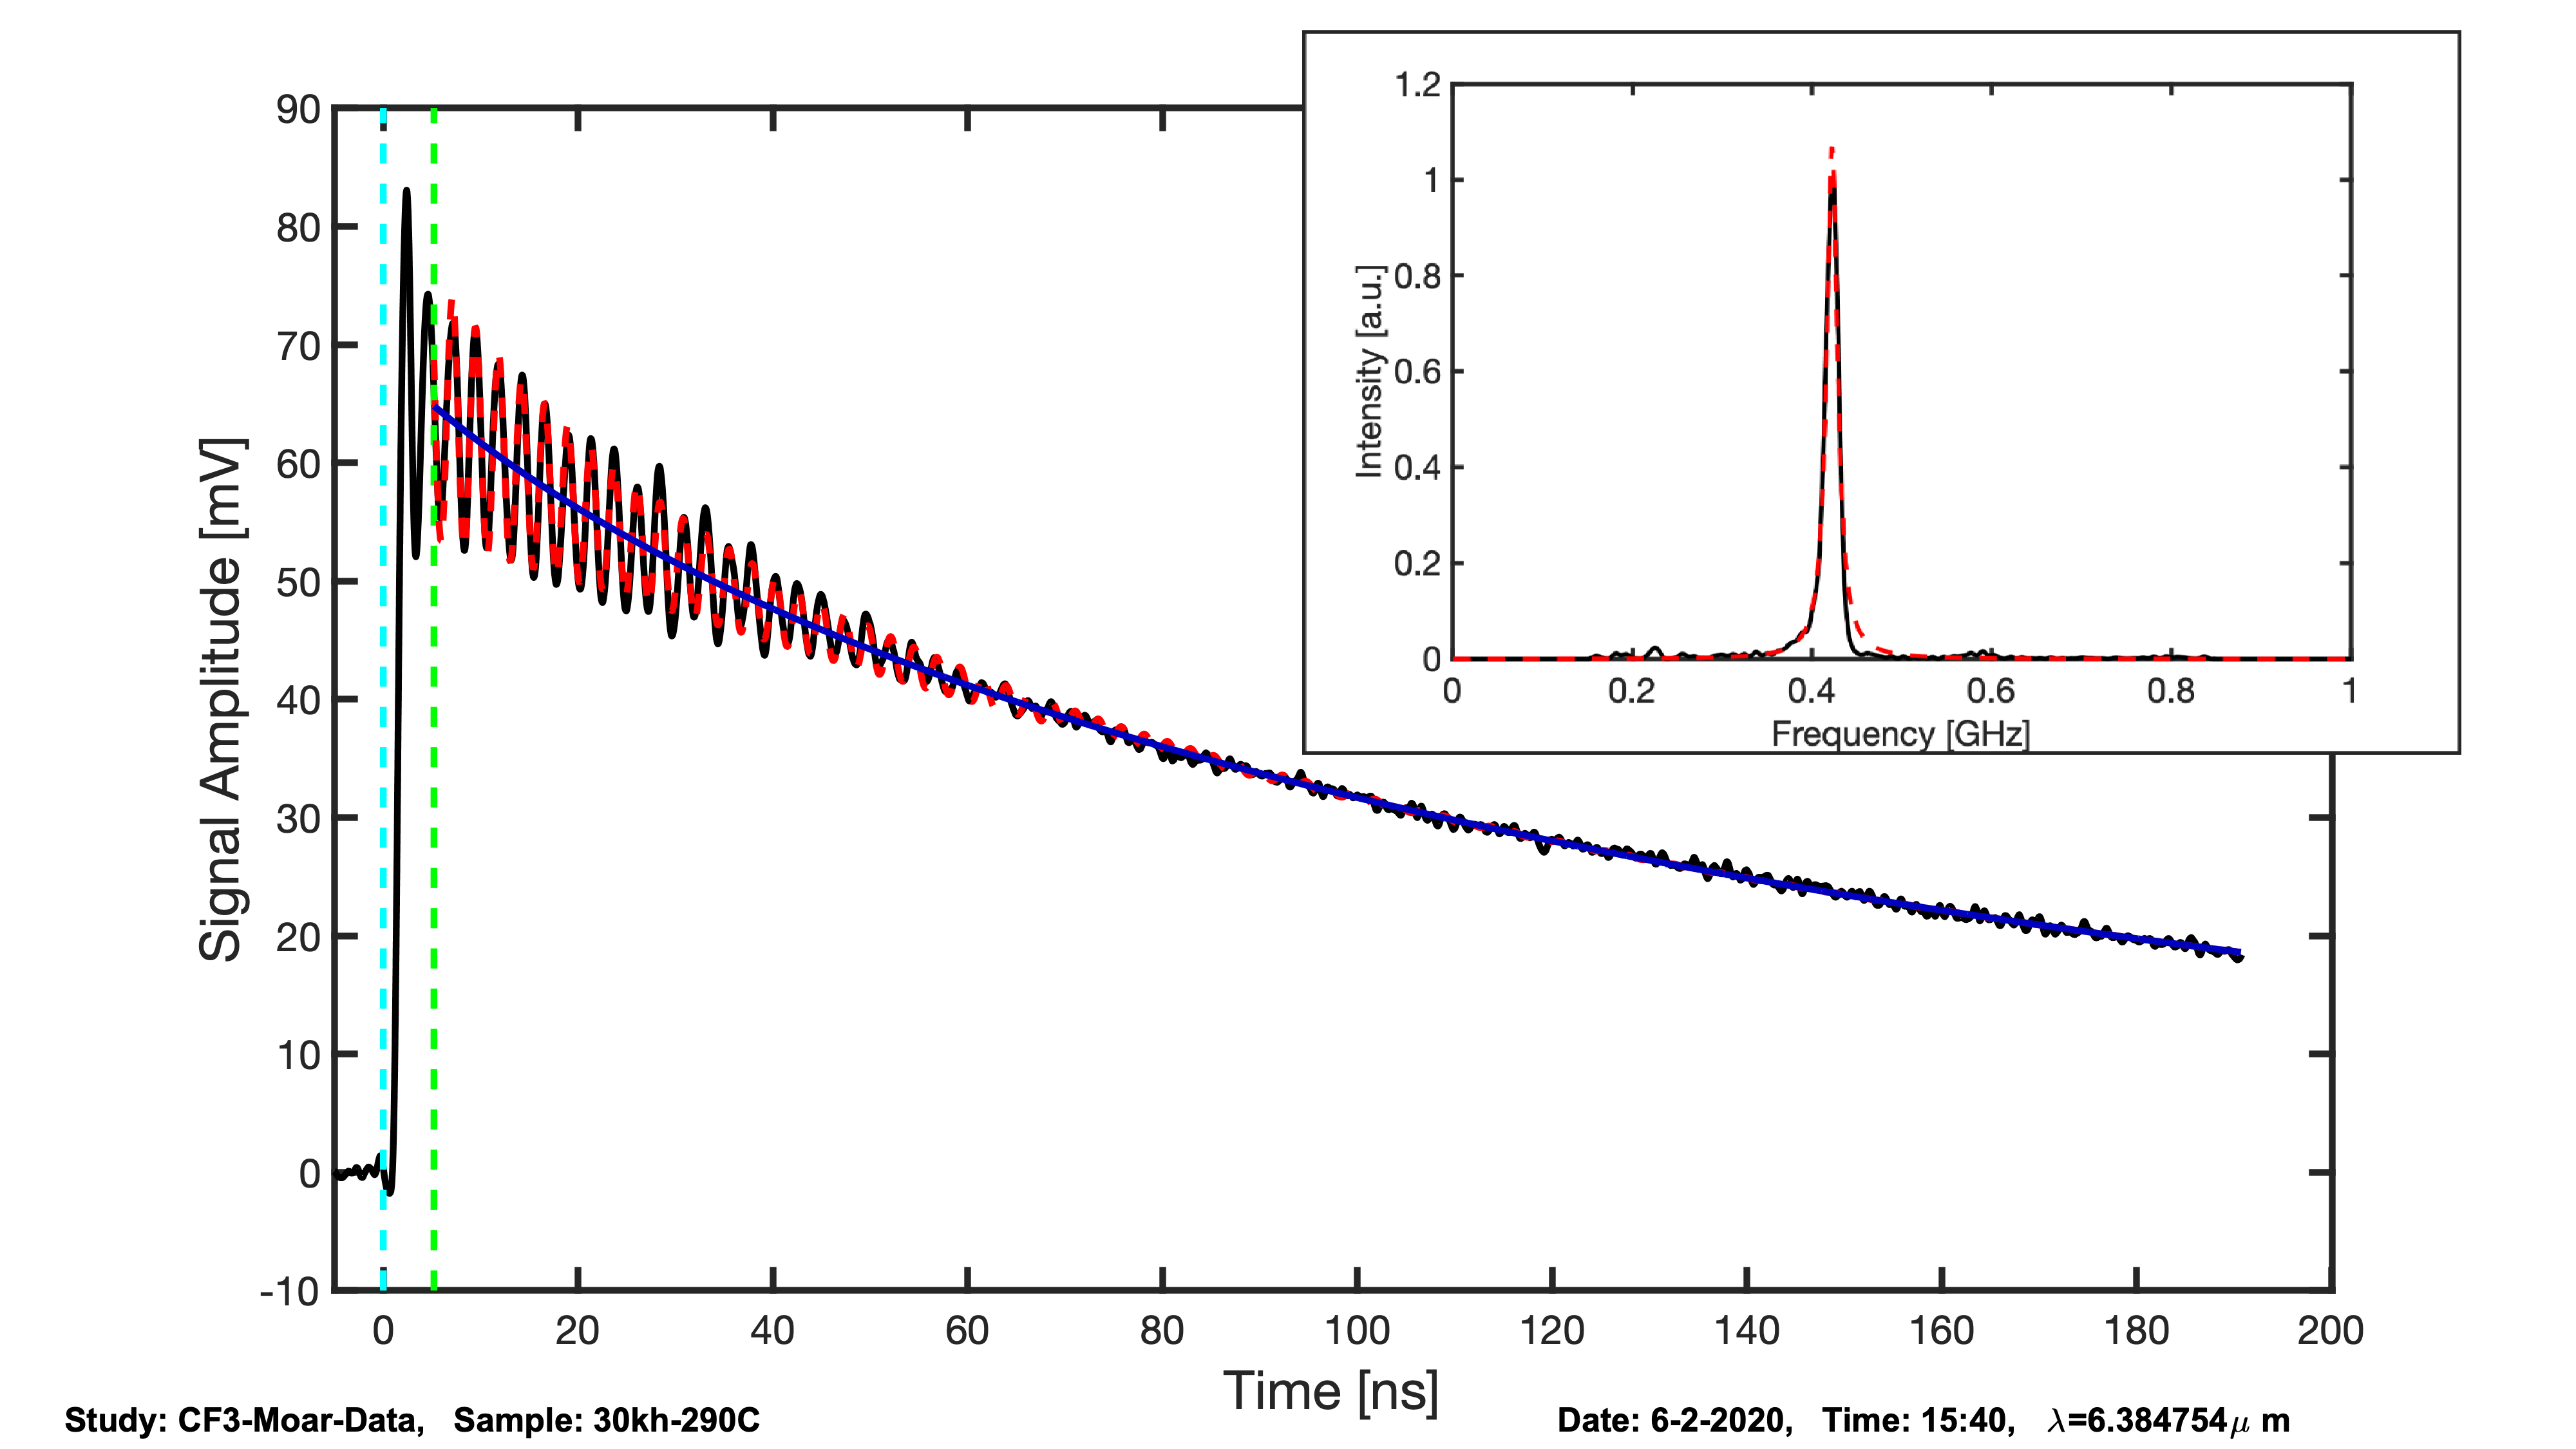 1.2
1
0.8
0.6
0.4
0.2
0
Intensity [a.u.]
0 0.2 0.4 0.6 0.8 1
Frequency [GHz]
90
80
70
60
50
40
30
20
10
0
-10
Signal Amplitude [mV]
0 20 40 60 80 100 120 140 160 180 200
Time [ns]
Study: CF3-Moar-Data, Sample: 30kh-290C
Date: 6-2-2020, Time: 15:40, λ=6.384754μ m